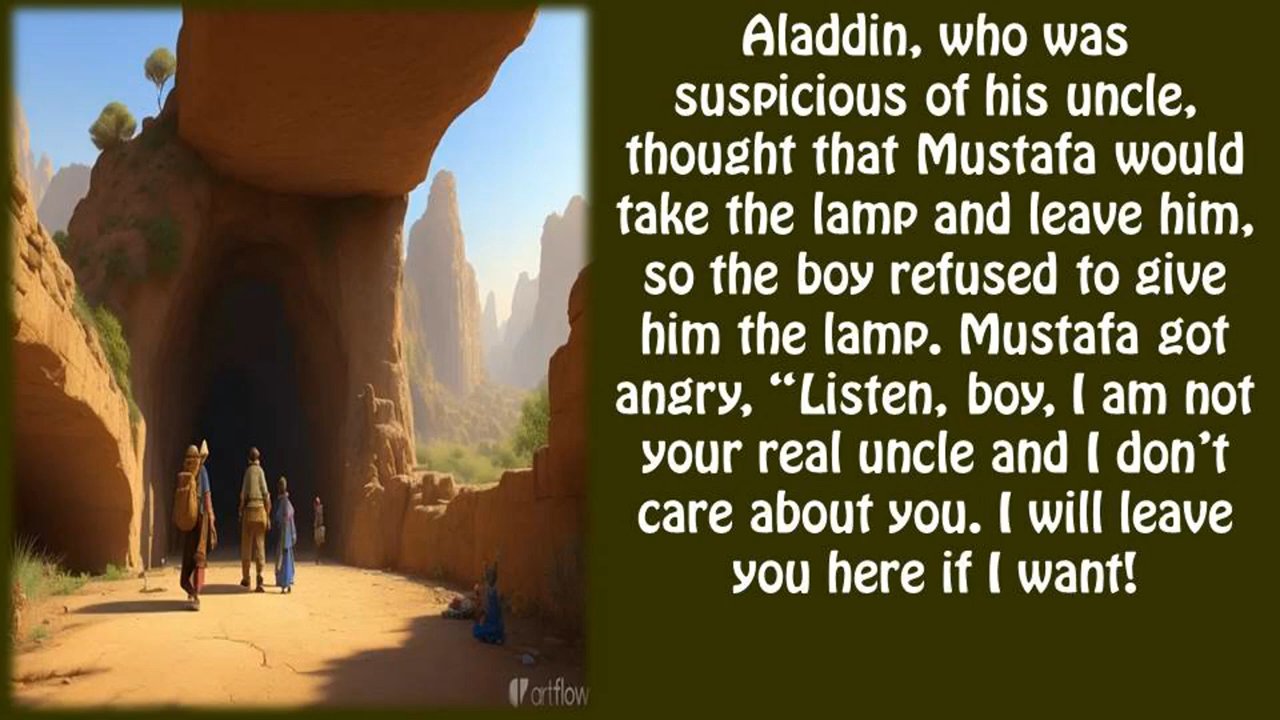 Aladdin, who was
suspicious of his uncle,
thought that Mustafa would
take the lamp and leave him,
so the boy refused to give
him the lamp. Mustafa got
angry, “Listen, boy, I am not
your real uncle and I don’t
care about you. I will leave
you here if I want!
artflow